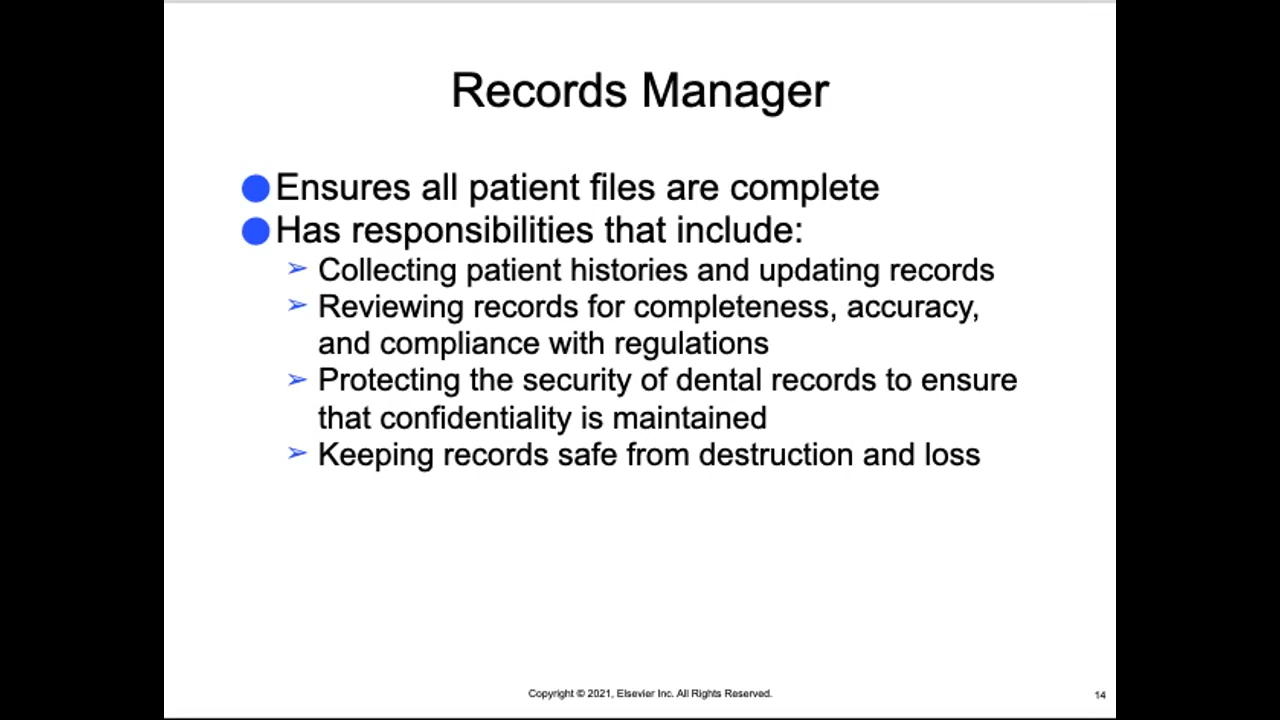 Records Manager
●Ensures all patient files are complete
●Has responsibilities that include:
➢ Collecting patient histories and updating records
➢ Reviewing records for completeness, accuracy,
and compliance with regulations
➢ Protecting the security of dental records to ensure
that confidentiality is maintained
➢ Keeping records safe from destruction and loss
Copyright © 2021, Elsevier Inc. All Rights Reserved.
14